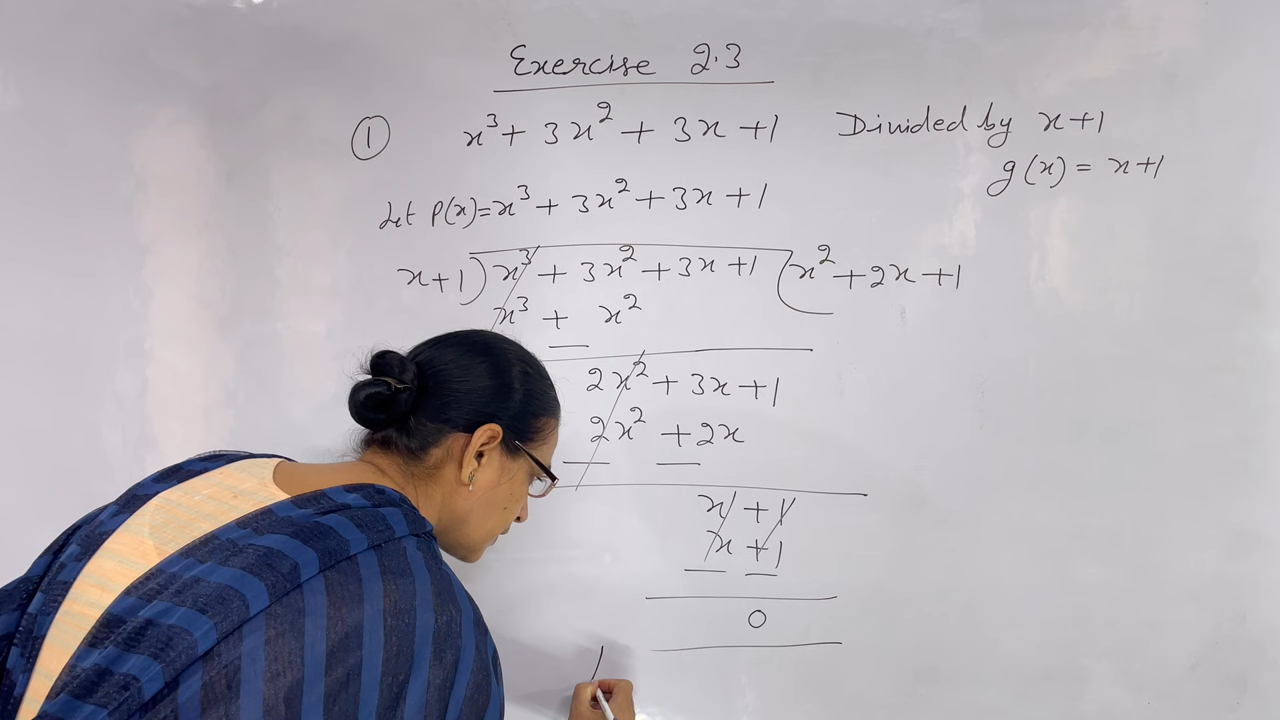 Exercise 2.3
① x³ + 3x² + 3x + 1 Divided by x+1
g(x) = x+1
Let P(x) = x³ + 3x² + 3x + 1
x+1) x³ + 3x² + 3x + 1 (x² + 2x + 1
x³ + x²
2x² + 3x + 1
2x² + 2x
x + 1
x + 1
0